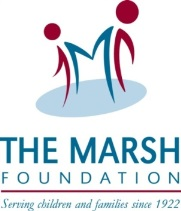 THE MARSH
FOUNDATION
Serving children and families since 1922